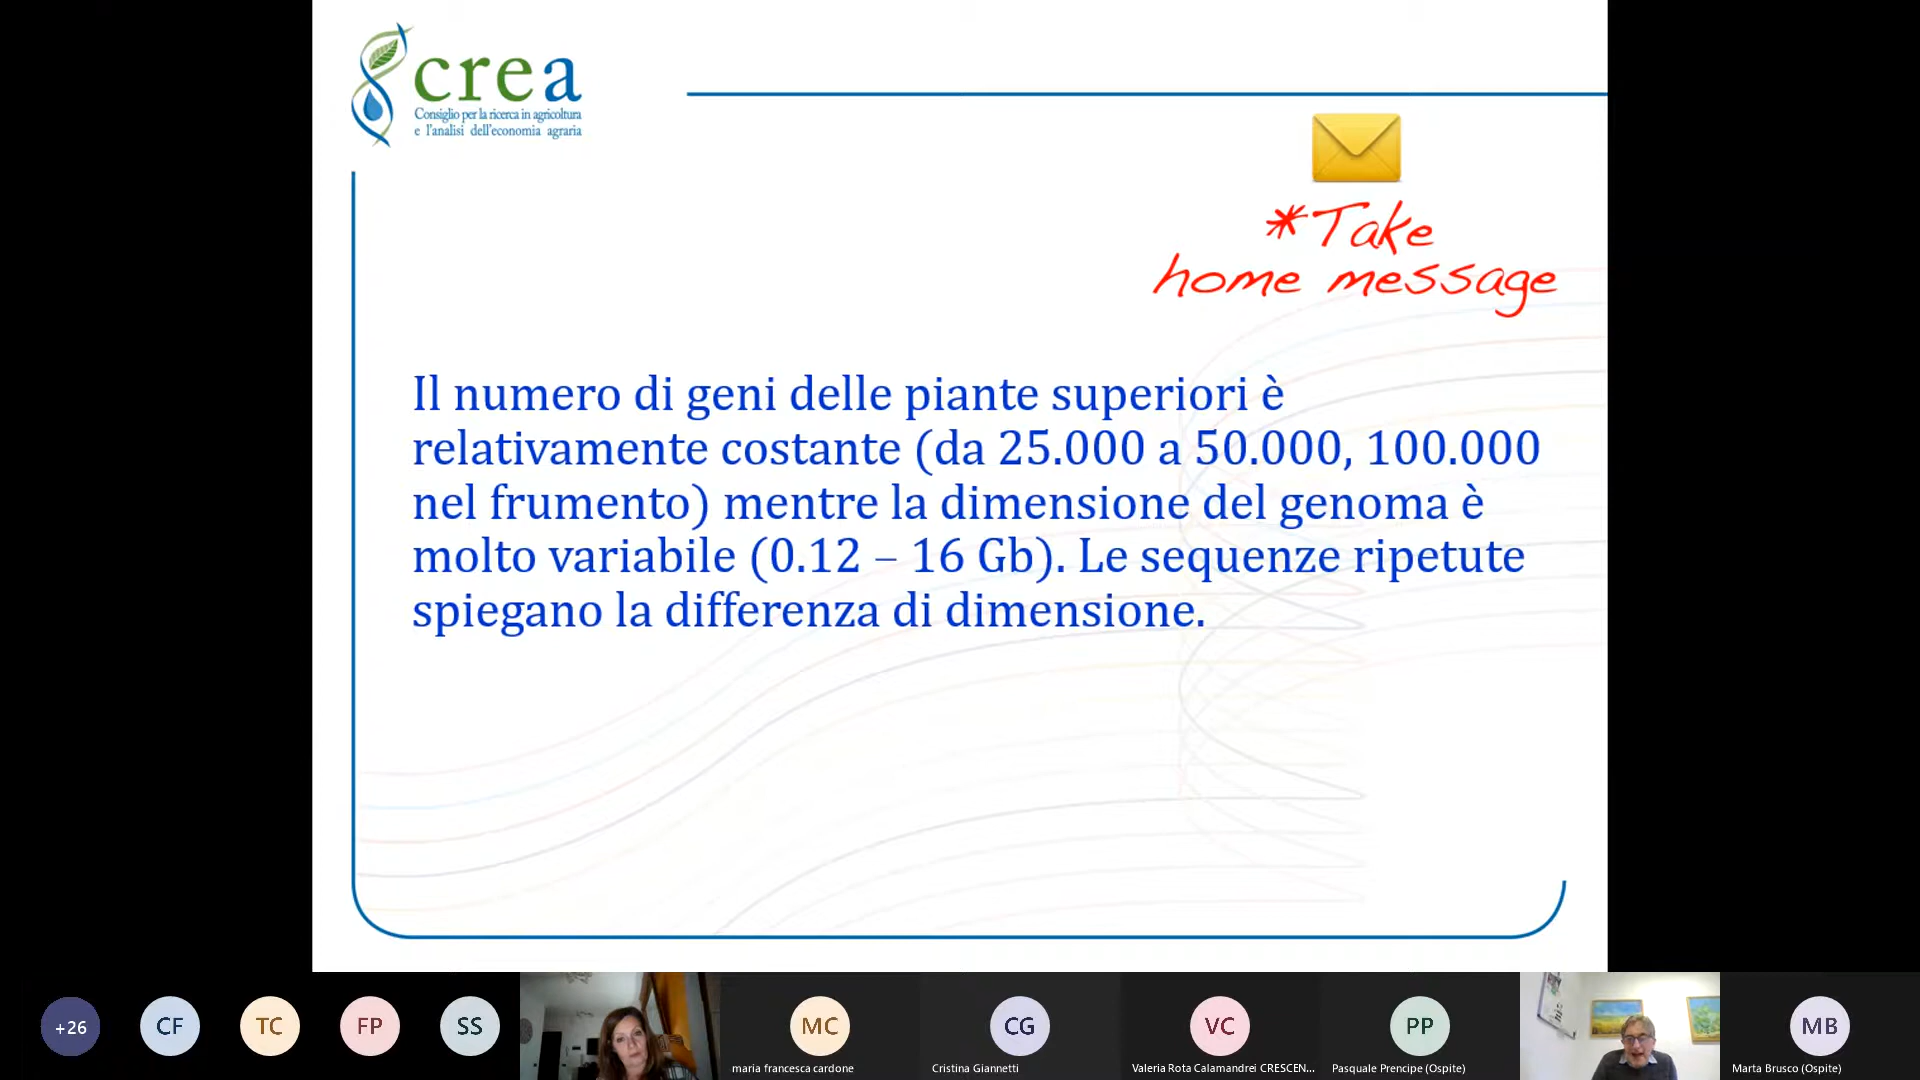 crea
Consiglio per la ricerca in agricoltura
e l'analisi dell'economia agraria
*Take
home message
Il numero di geni delle piante superiori è
relativamente costante (da 25.000 a 50.000, 100.000
nel frumento) mentre la dimensione del genoma è
molto variabile (0.12 – 16 Gb). Le sequenze ripetute
spiegano la differenza di dimensione.
+26
CF
TC
FP
SS
MC
maria francesca cardone
CG
Cristina Giannetti
VC
Valeria Rota Calamandrei CRESCEN...
PP
Pasquale Prencipe (Ospite)
MB
Marta Brusco (Ospite)